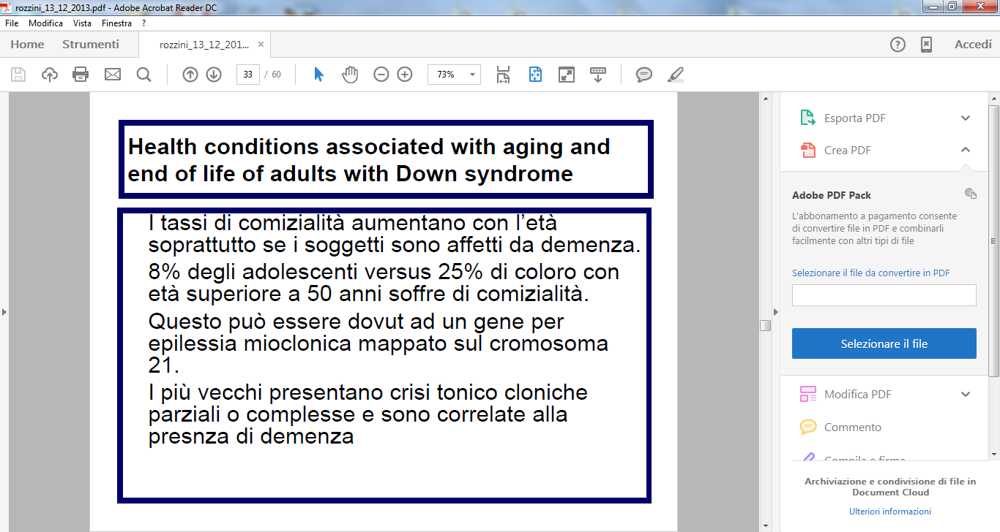 rozzini_13_12_2013.pdf - Adobe Acrobat Reader DC
File Modifica Vista Finestra ?
Home Strumenti rozzini_13_12_201... × Accedi
33 / 60 73%
Health conditions associated with aging and
end of life of adults with Down syndrome
I tassi di comizialità aumentano con l’età
soprattutto se i soggetti sono affetti da demenza.
8% degli adolescenti versus 25% di coloro con
età superiore a 50 anni soffre di comizialità.
Questo può essere dovut ad un gene per
epilessia mioclonica mappato sul cromosoma
21.
I più vecchi presentano crisi tonico cloniche
parziali o complesse e sono correlate alla
presnza di demenza
Esporta PDF
Crea PDF
Adobe PDF Pack
L'abbonamento a pagamento consente
di convertire file in PDF e combinarli
facilmente con altri tipi di file
Selezionare il file da convertire in PDF
Selezionare il file
Modifica PDF
Commento
Compila e firma
Archiviazione e condivisione di file in
Document Cloud
Ulteriori informazioni